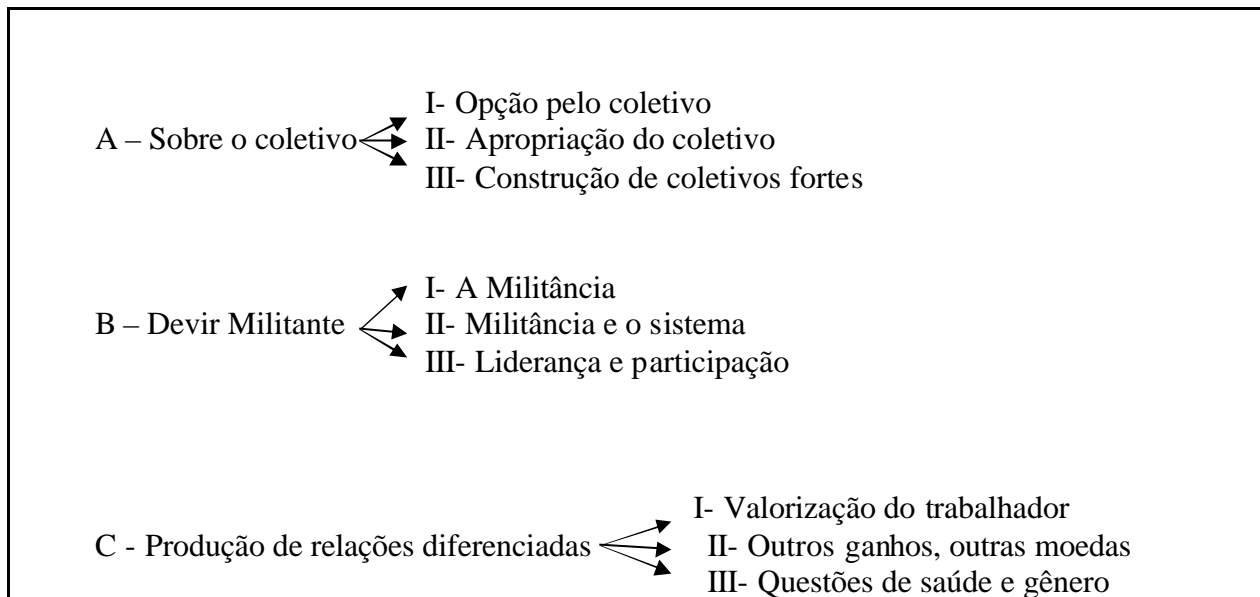 I- Opção pelo coletivo
A – Sobre o coletivo
II- Apropriação do coletivo
III- Construção de coletivos fortes
I- A Militância
B – Devir Militante
II- Militância e o sistema
III- Liderança e participação
I- Valorização do trabalhador
C - Produção de relações diferenciadas
II- Outros ganhos, outras moedas
III- Questões de saúde e gênero